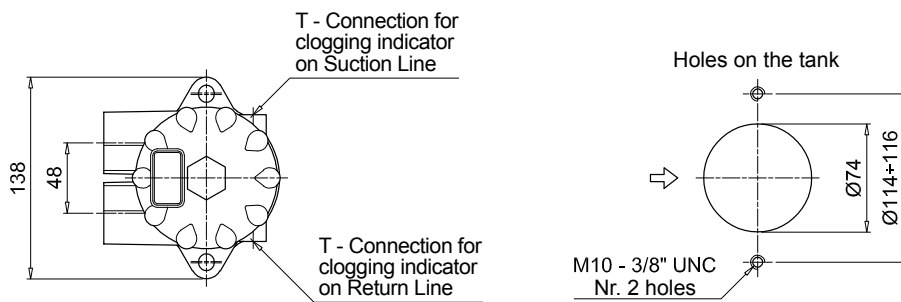 T - Connection for
clogging indicator
on Suction Line
138
48
T - Connection for
clogging indicator
on Return Line
Holes on the tank
Ø74
Ø114÷116
M10 - 3/8" UNC
Nr. 2 holes